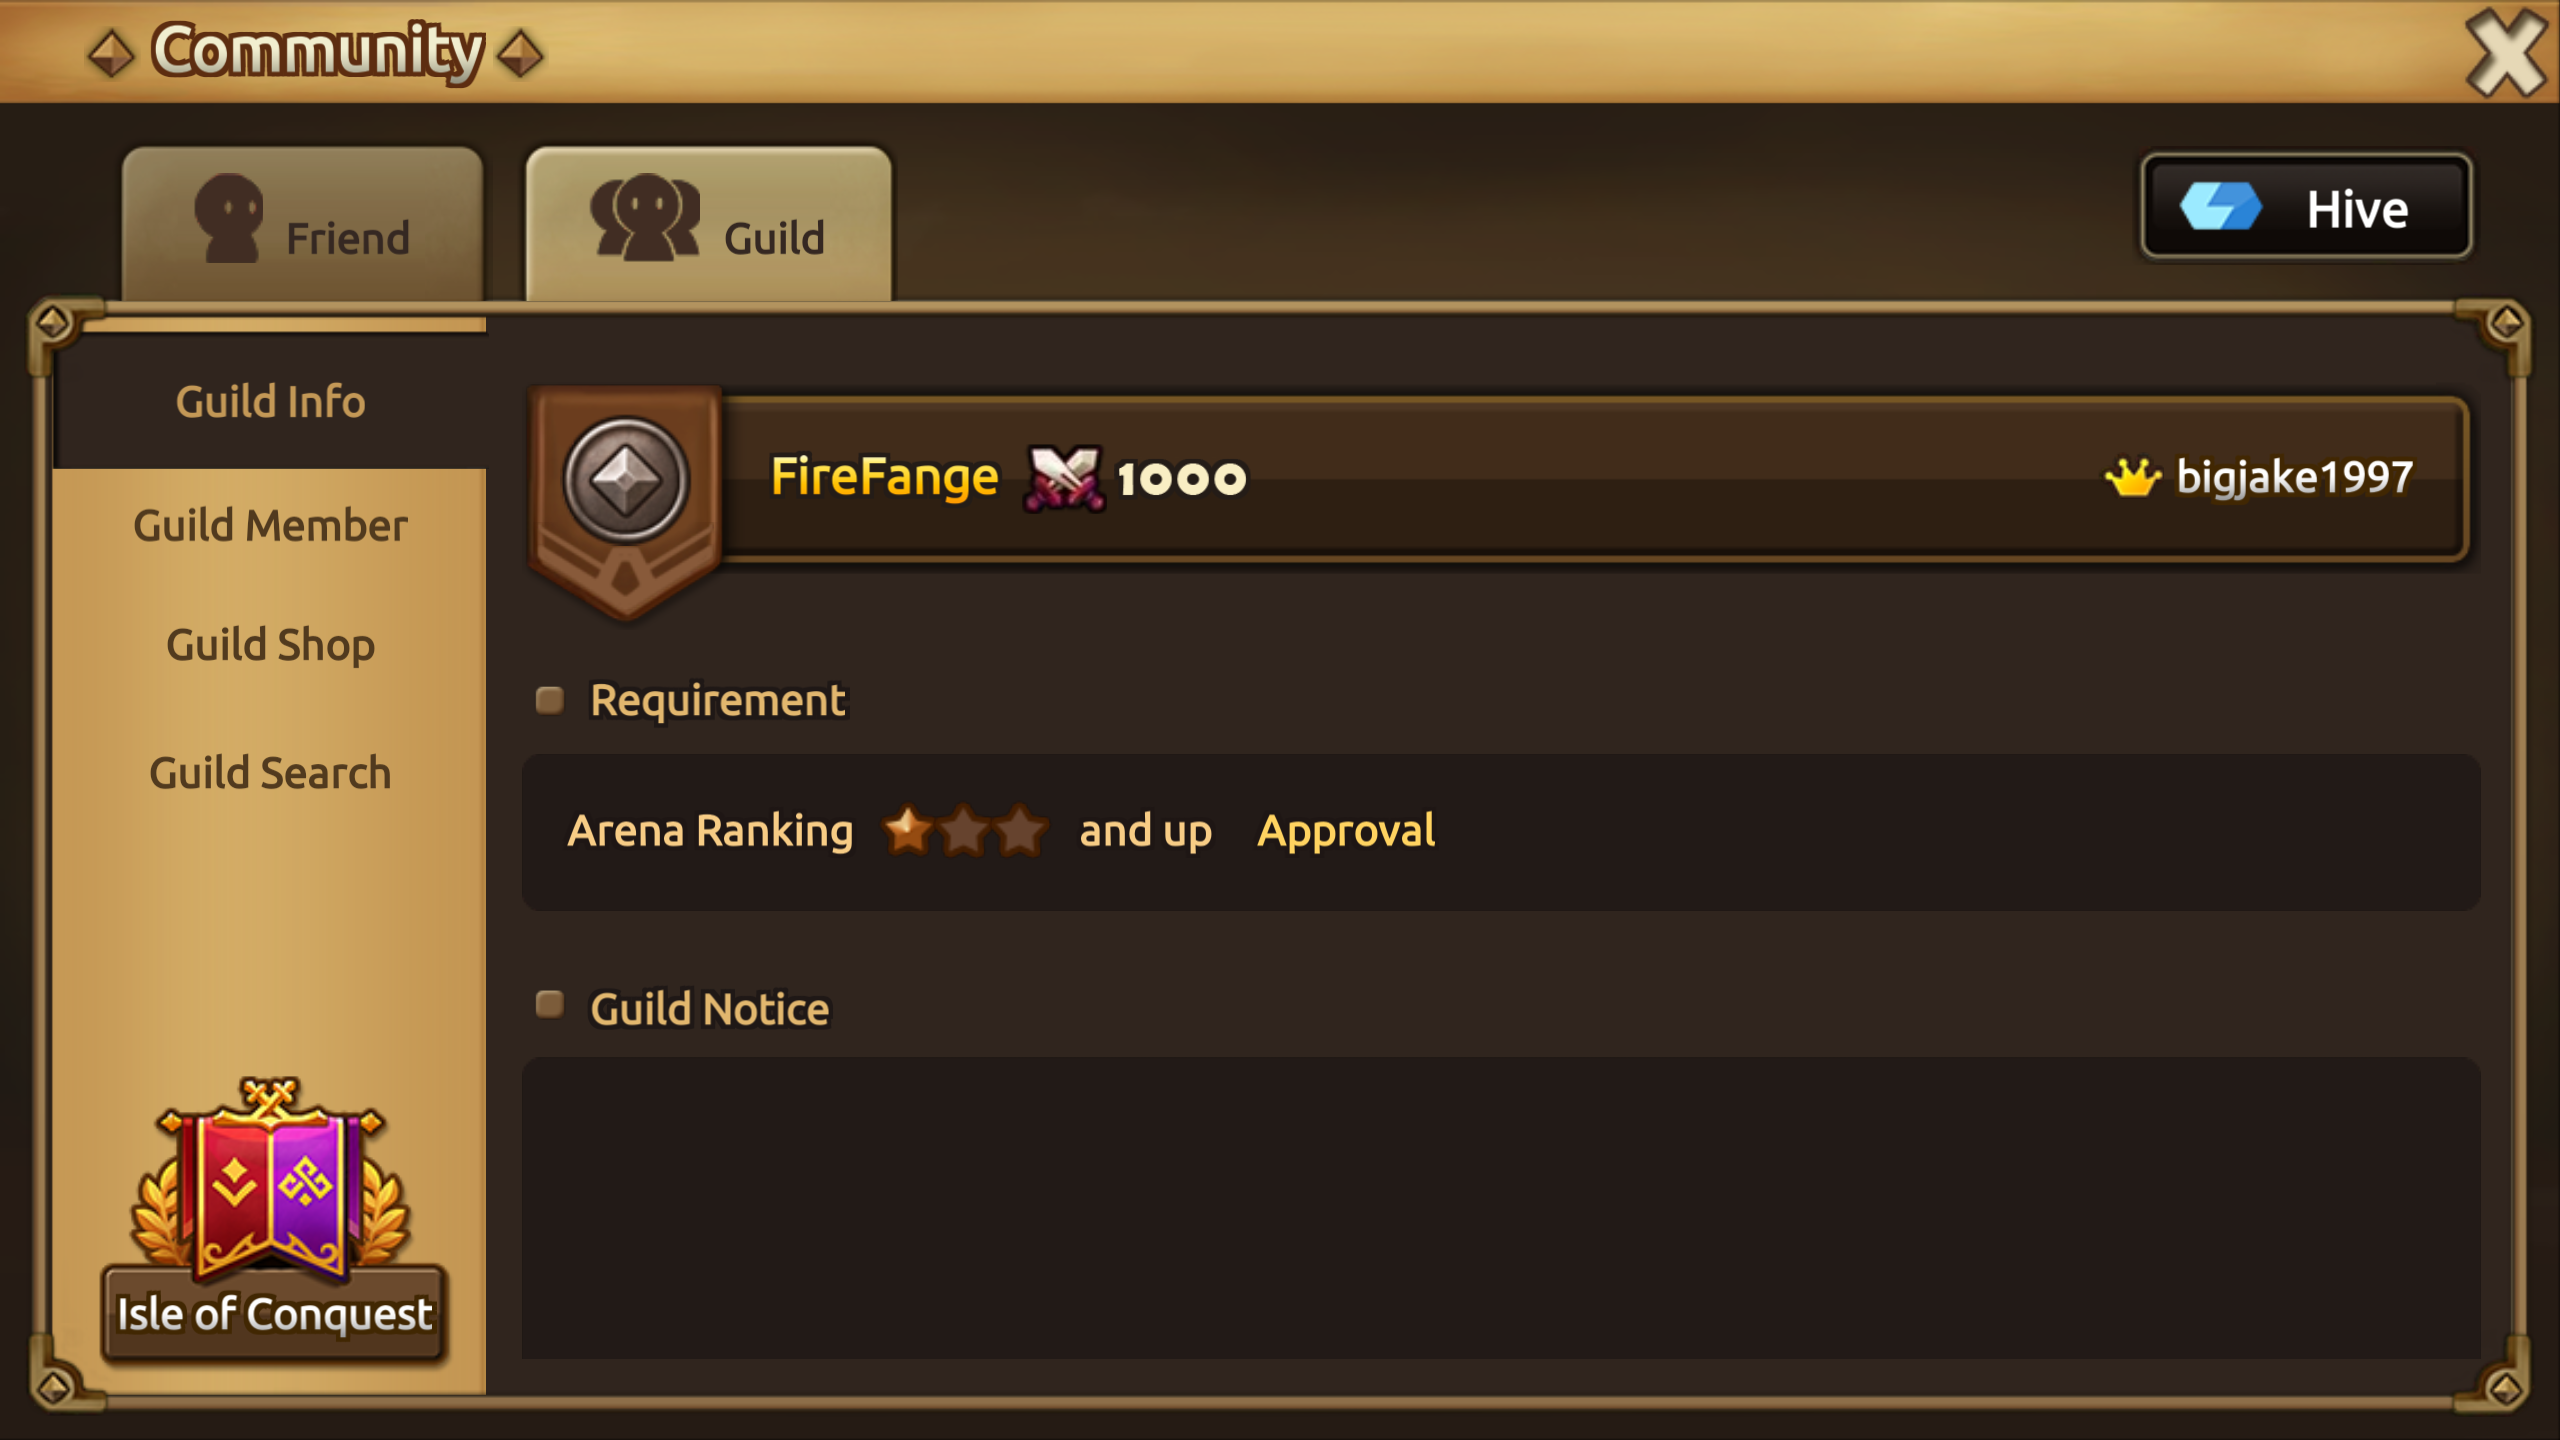 Community
Friend
Guild
Hive
Guild Info
Guild Member
Guild Shop
Guild Search
Isle of Conquest
FireFange 1000
bigjake1997
Requirement
Arena Ranking and up Approval
Guild Notice